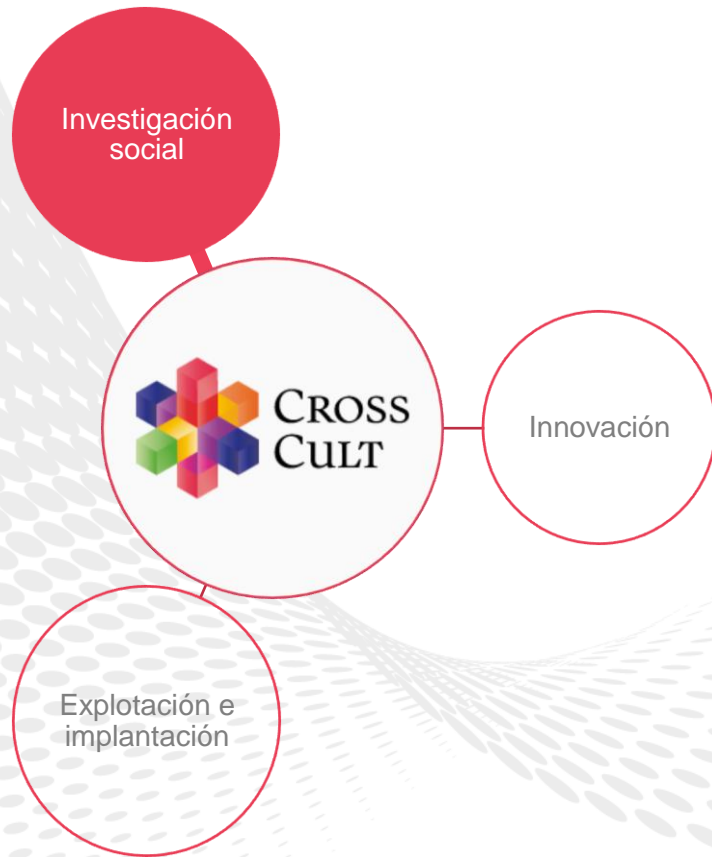 Investigación
social
CROSS
CULT
Innovación
Explotación e
implantación